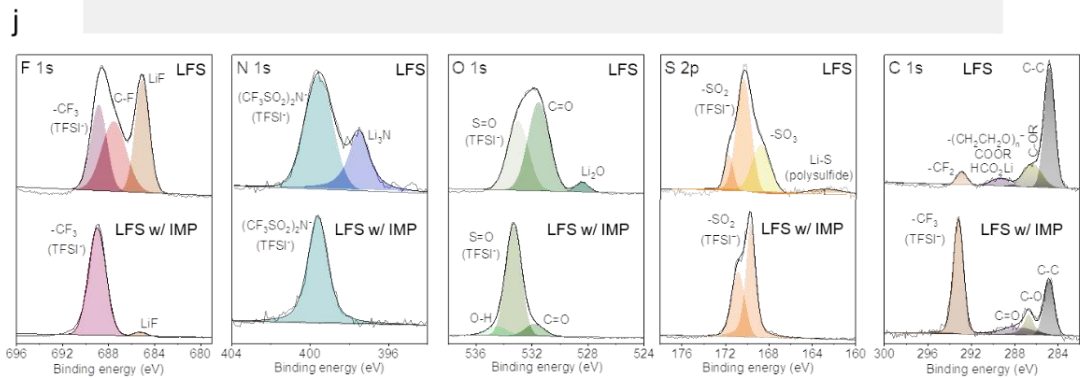 j
F 1s
LFS
-CF₃
(TFSI⁻)
C-F
LiF
LFS w/ IMP
-CF₃
(TFSI⁻)
LiF
696 692 688 684 680
Binding energy (eV)
N 1s
LFS
(CF₃SO₂)₂N⁻
(TFSI⁻)
Li₃N
LFS w/ IMP
(CF₃SO₂)₂N⁻
(TFSI⁻)
404 400 396
Binding energy (eV)
O 1s
LFS
S=O
(TFSI⁻)
C=O
Li₂O
LFS w/ IMP
S=O
(TFSI⁻)
O-H
C=O
536 532 528 524
Binding energy (eV)
S 2p
LFS
-SO₂
(TFSI⁻)
-SO₃
Li-S
(polysulfide)
LFS w/ IMP
-SO₂
(TFSI⁻)
176 172 168 164 160
Binding energy (eV)
C 1s
LFS
C-C
-(CH₂CH₂O)ₙ-
COOR
HCO₂-Li
C-OR
-CF₂
LFS w/ IMP
-CF₃
(TFSI⁻)
C-C
C-O
C=O
300 296 292 288 284
Binding energy (eV)